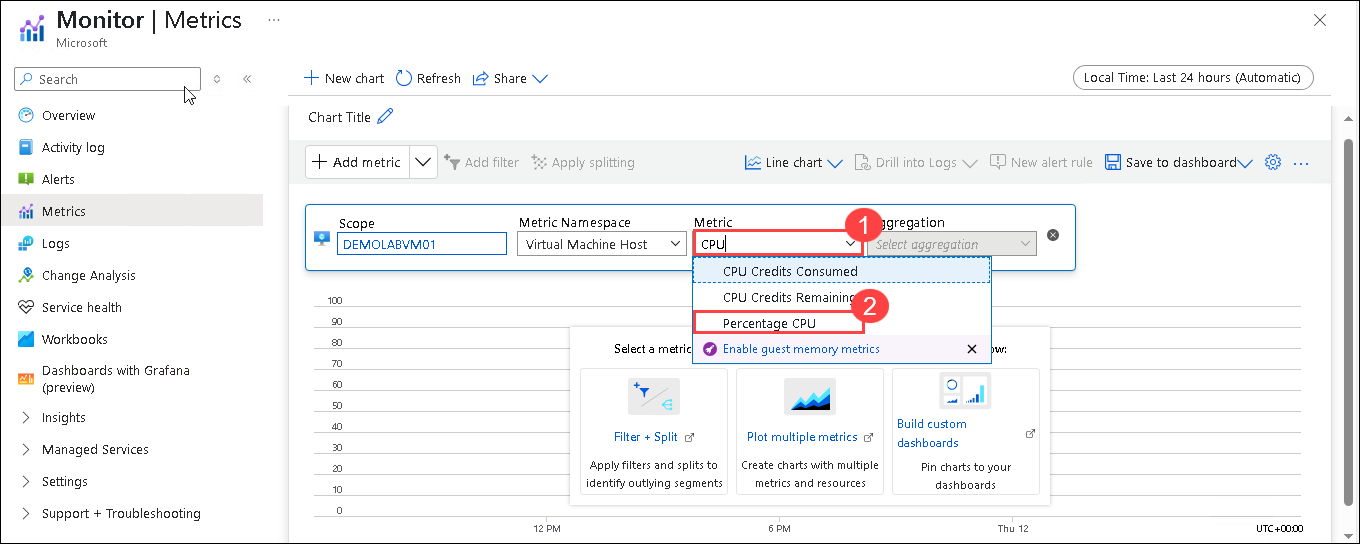 Monitor | Metrics ...
Microsoft
Search
Overview
Activity log
Alerts
Metrics
Logs
Change Analysis
Service health
Workbooks
Dashboards with Grafana
(preview)
Insights
Managed Services
Settings
Support + Troubleshooting
New chart Refresh Share
Local Time: Last 24 hours (Automatic)
Chart Title
Add metric Add filter Apply splitting Line chart Drill into Logs New alert rule Save to dashboard ...
Scope Metric Namespace Metric 1
DEMOLABVM01 Virtual Machine Host CPU Select aggregation
CPU Credits Consumed
CPU Credits Remaining
2
Percentage CPU
Enable guest memory metrics
100
90
80
70
60
50
40
30
20
10
0
Select a
Filter + Split
Apply filters and splits to
identify outlying segments
Plot multiple metrics
Create charts with multiple
metrics and resources
Build custom
dashboards
Pin charts to your
dashboards
12 PM 6 PM Thu 12 UTC+00:00